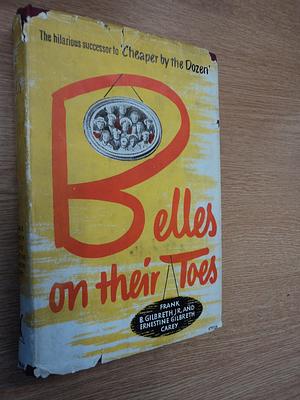 The hilarious successor to 'Cheaper by the Dozen'
Belles
on their Toes
FRANK
B. GILBRETH JR. AND
ERNESTINE GILBRETH
CAREY